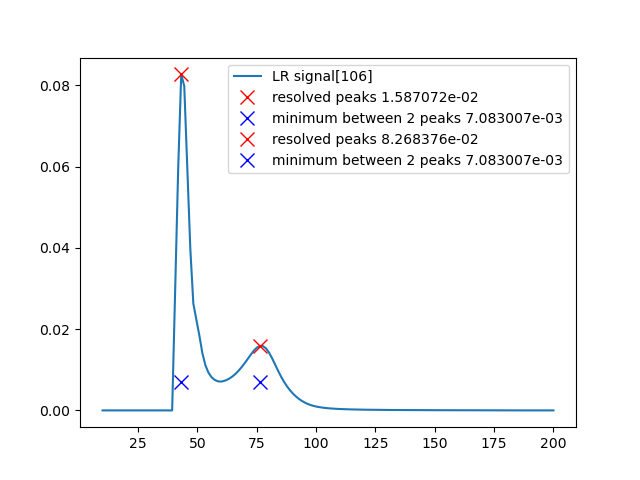 LR signal[106]
resolved peaks 1.587072e-02
minimum between 2 peaks 7.083007e-03
resolved peaks 8.268376e-02
minimum between 2 peaks 7.083007e-03
0.08
0.06
0.04
0.02
0.00
25 50 75 100 125 150 175 200